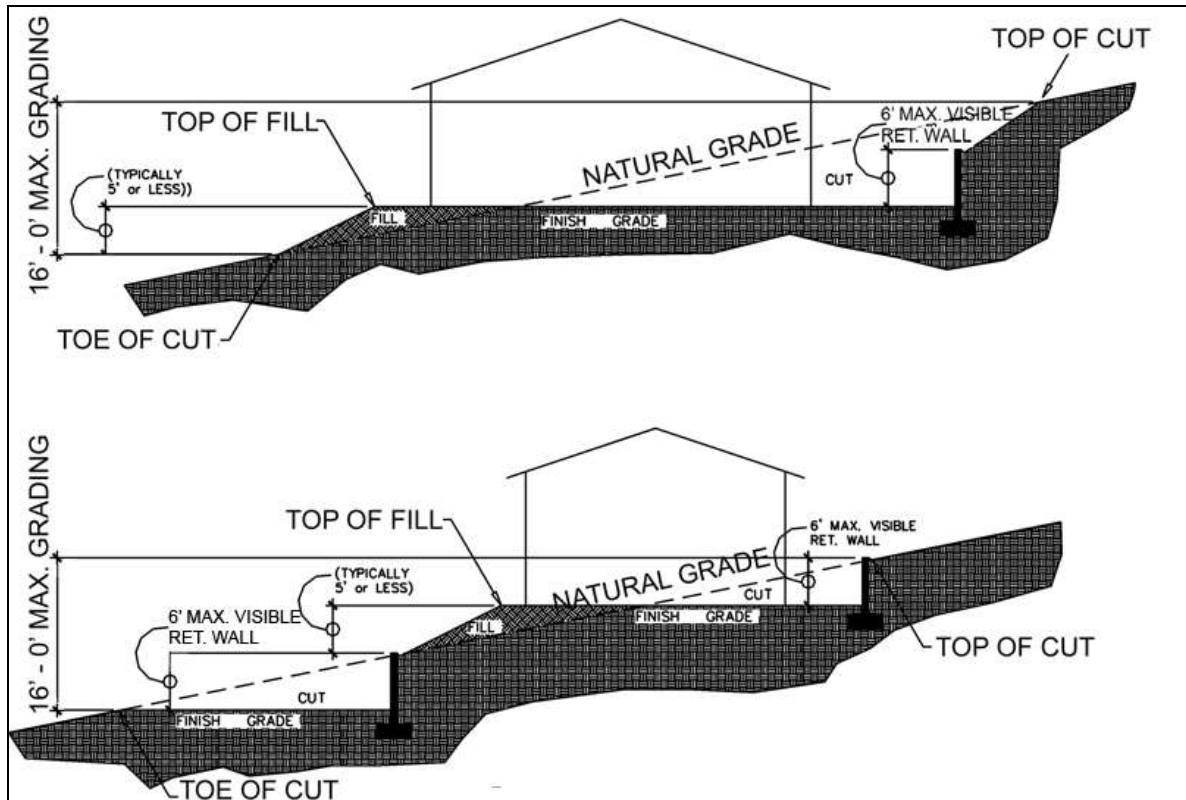 TOP OF CUT
16' - 0' MAX. GRADING
6' MAX. VISIBLE
RET. WALL
TOP OF FILL
NATURAL GRADE
(TYPICALLY
5' OR LESS))
CUT
FILL
FINISH GRADE
TOE OF CUT
16' - 0' MAX. GRADING
TOP OF FILL
6' MAX. VISIBLE
RET. WALL
(TYPICALLY
5' OR LESS)
NATURAL GRADE
CUT
6' MAX. VISIBLE
RET. WALL
FILL
FINISH GRADE
TOP OF CUT
CUT
FINISH GRADE
TOE OF CUT